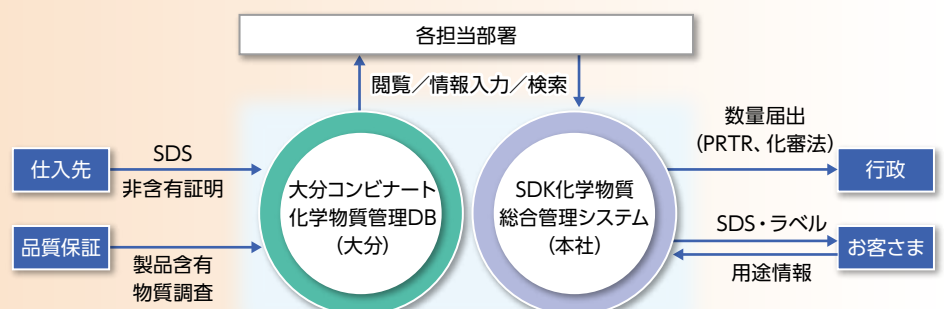 各担当部署
閲覧／情報入力／検索
仕入先
SDS
非含有証明
品質保証
製品含有
物質調査
大分コンビナート
化学物質管理DB
（大分）
SDK化学物質
総合管理システム
（本社）
数量届出
(PRTR、化審法)
行政
SDS・ラベル
お客さま
用途情報